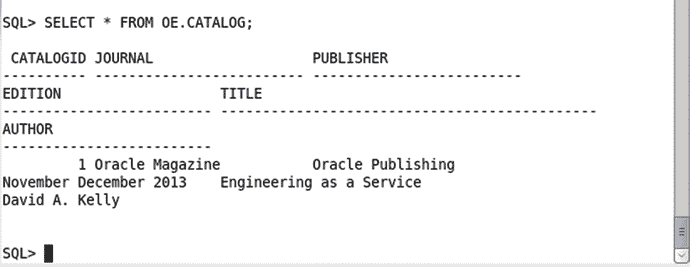 SQL> SELECT * FROM OE.CATALOG;
CATALOGID JOURNAL PUBLISHER
---------- ------------------------- -------------------------
EDITION TITLE
------------------------- ---------------------------------------------
AUTHOR
-------------------------
1 Oracle Magazine Oracle Publishing
November December 2013 Engineering as a Service
David A. Kelly
SQL>